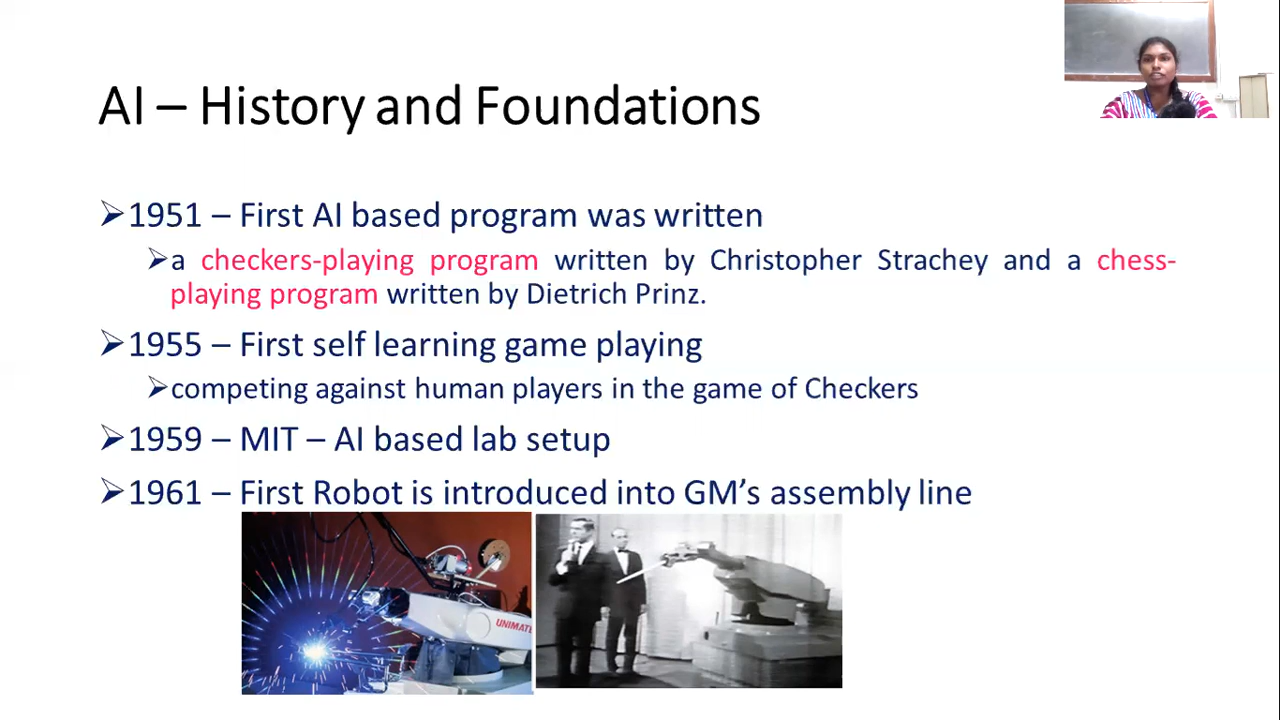 AI – History and Foundations
➢1951 – First AI based program was written
➢a checkers-playing program written by Christopher Strachey and a chess-
playing program written by Dietrich Prinz.
➢1955 – First self learning game playing
➢competing against human players in the game of Checkers
➢1959 – MIT – AI based lab setup
➢1961 – First Robot is introduced into GM's assembly line
UNIMATE